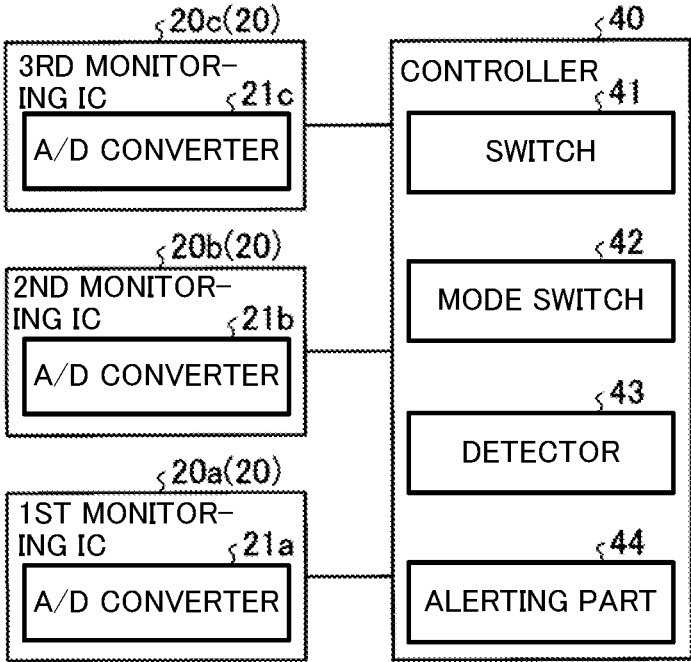 20c(20)
3RD MONITOR-
ING IC
21c
A/D CONVERTER
20b(20)
2ND MONITOR-
ING IC
21b
A/D CONVERTER
20a(20)
1ST MONITOR-
ING IC
21a
A/D CONVERTER
40
CONTROLLER
41
SWITCH
42
MODE SWITCH
43
DETECTOR
44
ALERTING PART